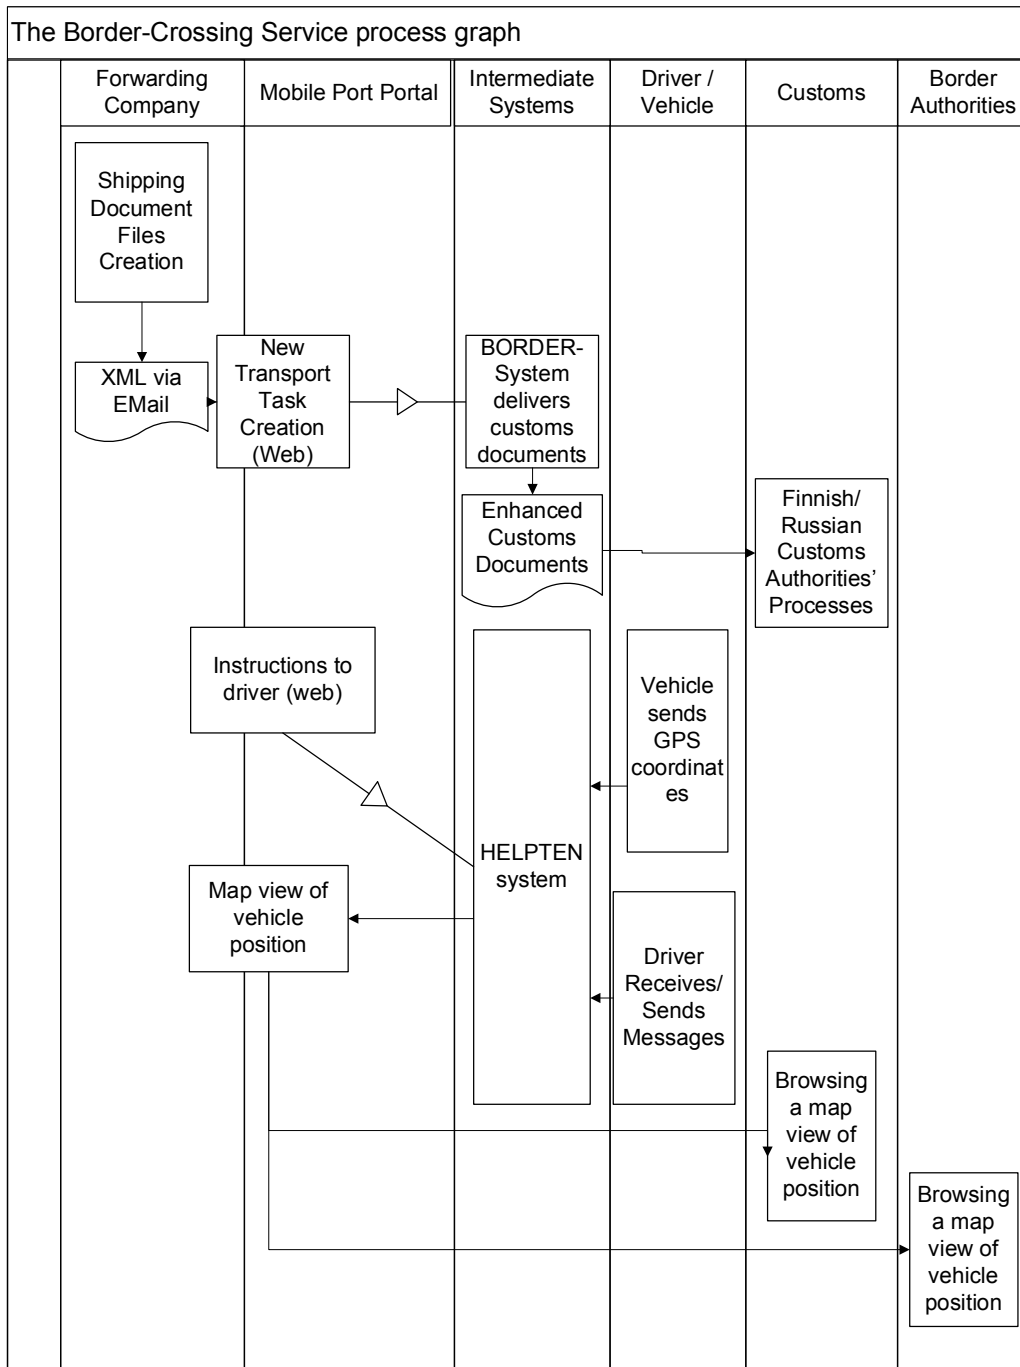 The Border-Crossing Service process graph
Forwarding
Company
Mobile Port Portal
Intermediate
Systems
Driver /
Vehicle
Customs
Border
Authorities
Shipping
Document
Files
Creation
XML via
EMail
New
Transport
Task
Creation
(Web)
BORDER-
System
delivers
customs
documents
Enhanced
Customs
Documents
Finnish/
Russian
Customs
Authorities’
Processes
Instructions to
driver (web)
Vehicle
sends
GPS
coordinat
es
HELPTEN
system
Map view of
vehicle
position
Driver
Receives/
Sends
Messages
Browsing
a map
view of
vehicle
position
Browsing
a map
view of
vehicle
position